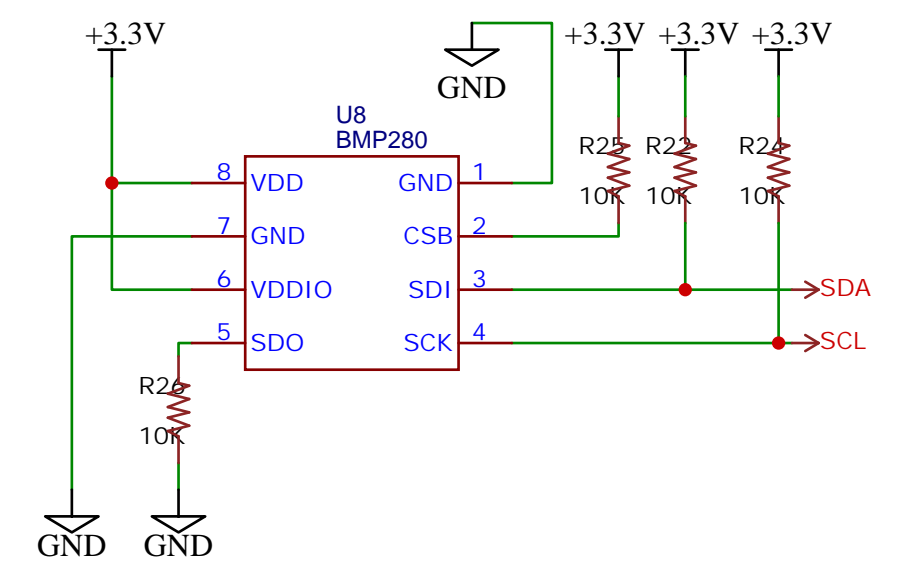 +3.3V
+3.3V
+3.3V
+3.3V
GND
U8
BMP280
R25
R22
R24
10K
10K
10K
8
VDD
GND
1
7
GND
CSB
2
6
VDDIO
SDI
3
SDA
5
SDO
SCK
4
SCL
R26
10K
GND
GND